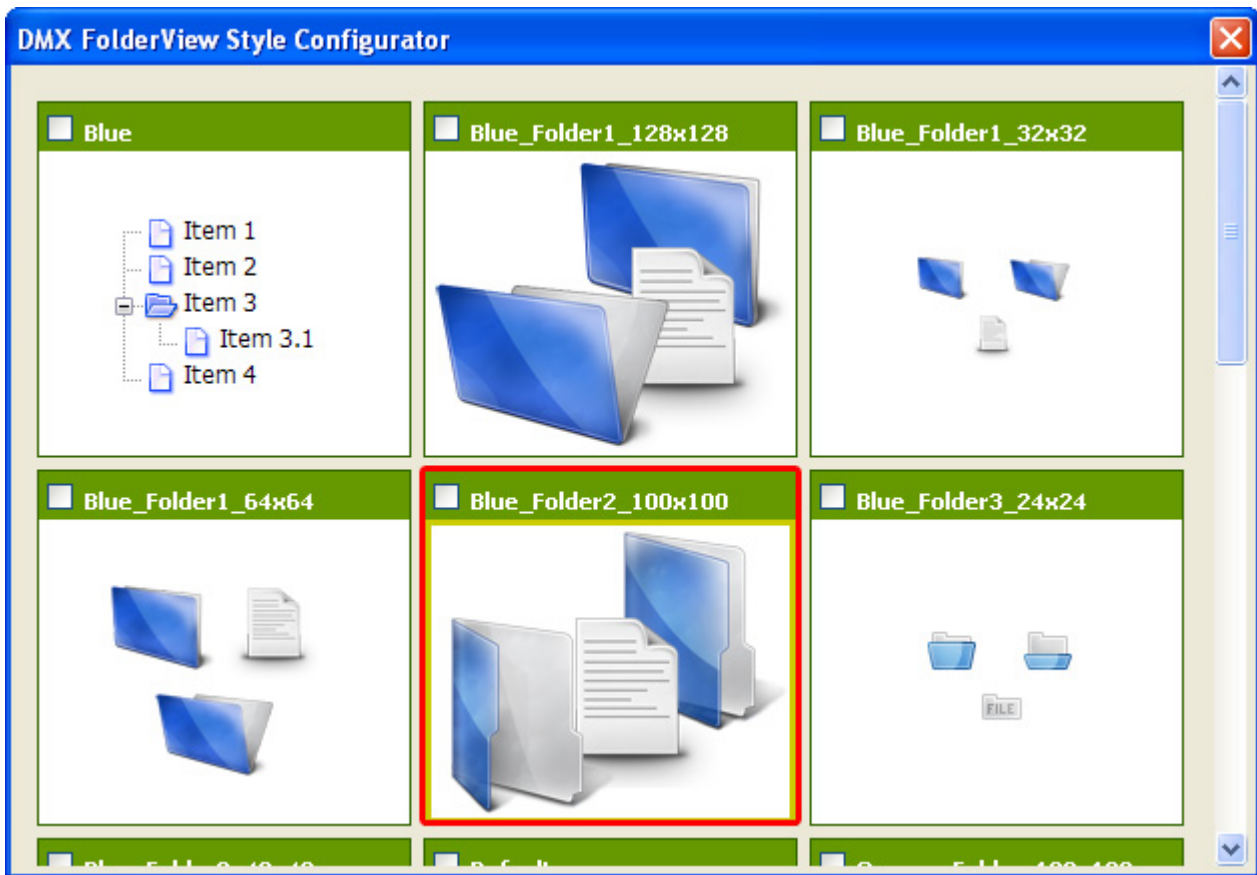 DMX FolderView Style Configurator
Blue
Blue_Folder1_128x128
Blue_Folder1_32x32
Item 1
Item 2
Item 3
Item 3.1
Item 4
Blue_Folder1_64x64
Blue_Folder2_100x100
Blue_Folder3_24x24
FILE